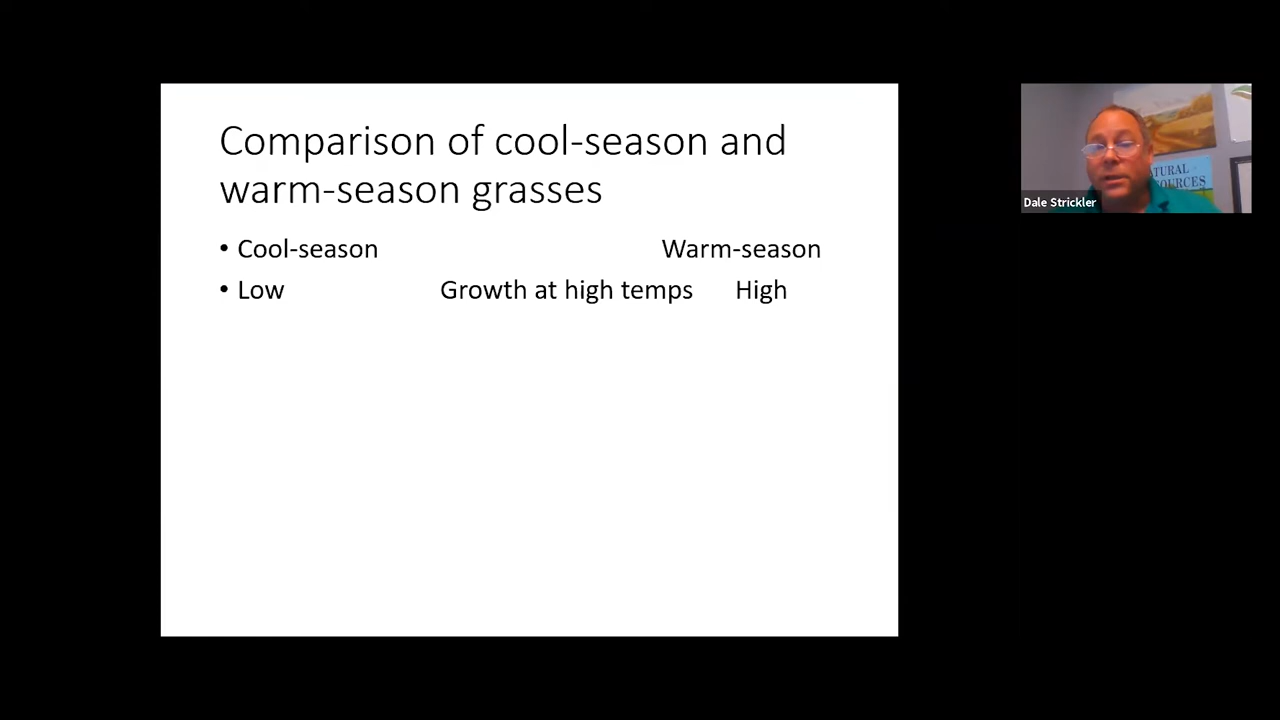 Comparison of cool-season and
warm-season grasses
• Cool-season Warm-season
• Low Growth at high temps High
Dale Strickler